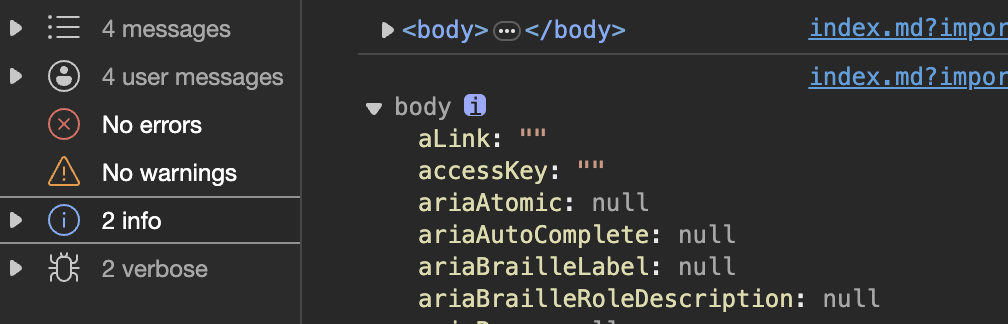 4 messages
4 user messages
No errors
No warnings
2 info
2 verbose
<body>…</body> index.md?impor
index.md?impor
body i
aLink: ""
accessKey: ""
ariaAtomic: null
ariaAutoComplete: null
ariaBrailleLabel: null
ariaBrailleRoleDescription: null